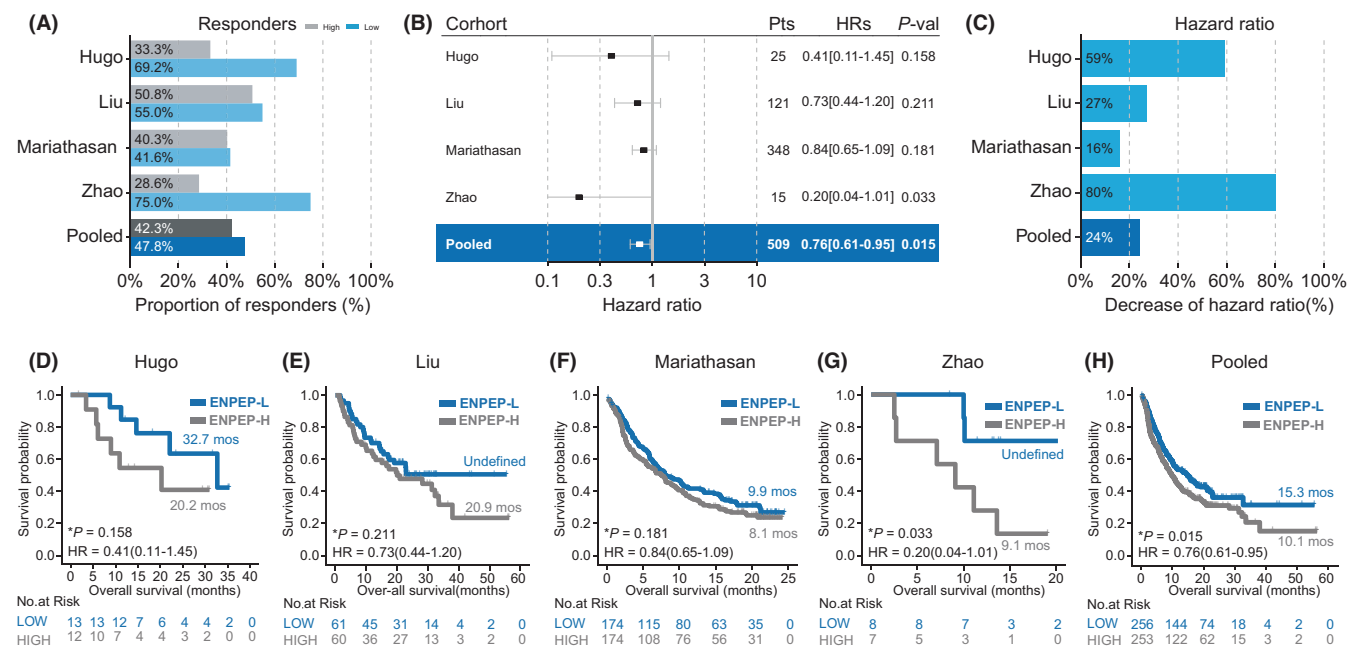 (A)
Responders
High
Low
Hugo
33.3%
69.2%
Liu
50.8%
55.0%
Mariathasan
40.3%
41.6%
Zhao
28.6%
75.0%
Pooled
42.3%
47.8%
0% 20% 40% 60% 80% 100%
Proportion of responders (%)
(B) Corhort Pts HRs P-val
Hugo 25 0.41[0.11-1.45] 0.158
Liu 121 0.73[0.44-1.20] 0.211
Mariathasan 348 0.84[0.65-1.09] 0.181
Zhao 15 0.20[0.04-1.01] 0.033
Pooled 509 0.76[0.61-0.95] 0.015
0.1 0.3 1 3 10
Hazard ratio
(C)
Hazard ratio
Hugo 59%
Liu 27%
Mariathasan 16%
Zhao 80%
Pooled 24%
0% 20% 40% 60% 80% 100%
Decrease of hazard ratio(%)
(D) Hugo
Survival probability
1.0
0.8
0.6
0.4
0.2
0.0
ENPEP-L
ENPEP-H
32.7 mos
20.2 mos
*P = 0.158
HR = 0.41(0.11-1.45)
0 5 10 15 20 25 30 35 40
Overall survival (months)
No.at Risk
LOW 13 13 12 7 6 4 4 2 0
HIGH 12 10 7 4 4 3 2 0 0
(E) Liu
Survival probability
1.0
0.8
0.6
0.4
0.2
0.0
ENPEP-L
ENPEP-H
Undefined
20.9 mos
*P = 0.211
HR = 0.73(0.44-1.20)
0 10 20 30 40 50 60
Over-all survival(months)
No.at Risk
LOW 61 45 31 14 4 2 0
HIGH 60 36 27 13 3 2 0
(F) Mariathasan
Survival probability
1.0
0.8
0.6
0.4
0.2
0.0
ENPEP-L
ENPEP-H
9.9 mos
8.1 mos
*P = 0.181
HR = 0.84(0.65-1.09)
0 5 10 15 20 25
Overall survival(months)
No.at Risk
LOW 174 115 80 63 35 0
HIGH 174 108 76 56 31 0
(G) Zhao
Survival probability
1.0
0.8
0.6
0.4
0.2
0.0
ENPEP-L
ENPEP-H
Undefined
9.1 mos
*P = 0.033
HR = 0.20(0.04-1.01)
0 5 10 15 20
Overall survival (months)
No.at Risk
LOW 8 8 7 3 2
HIGH 7 5 3 1 0
(H) Pooled
Survival probability
1.0
0.8
0.6
0.4
0.2
0.0
ENPEP-L
ENPEP-H
15.3 mos
10.1 mos
*P = 0.015
HR = 0.76(0.61-0.95)
0 10 20 30 40 50 60
Overall survival(months)
No.at Risk
LOW 256 144 74 18 4 2 0
HIGH 253 122 62 15 3 2 0